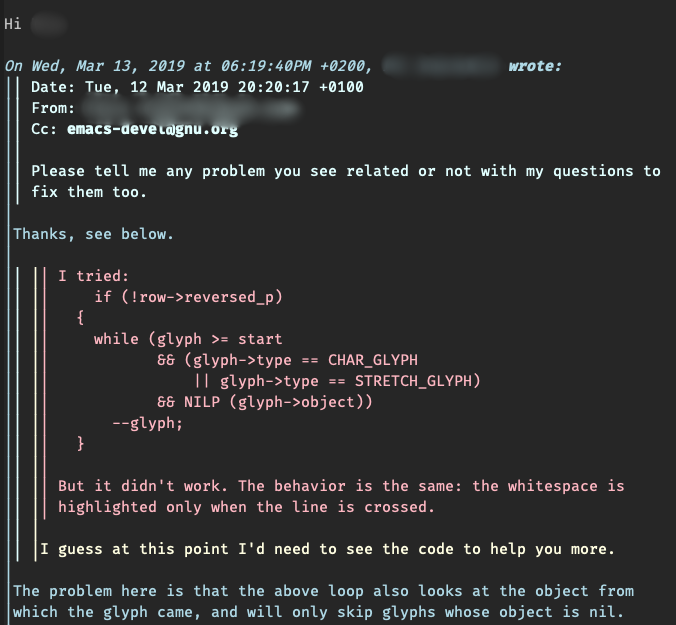 Hi
On Wed, Mar 13, 2019 at 06:19:40PM +0200, wrote:
Date: Tue, 12 Mar 2019 20:20:17 +0100
From:
Cc: emacs-devel@gnu.org
Please tell me any problem you see related or not with my questions to
fix them too.
Thanks, see below.
I tried:
if (!row->reversed_p)
{
while (glyph >= start
&& (glyph->type == CHAR_GLYPH
|| glyph->type == STRETCH_GLYPH)
&& NILP (glyph->object))
--glyph;
}
But it didn't work. The behavior is the same: the whitespace is
highlighted only when the line is crossed.
I guess at this point I'd need to see the code to help you more.
The problem here is that the above loop also looks at the object from
which the glyph came, and will only skip glyphs whose object is nil.